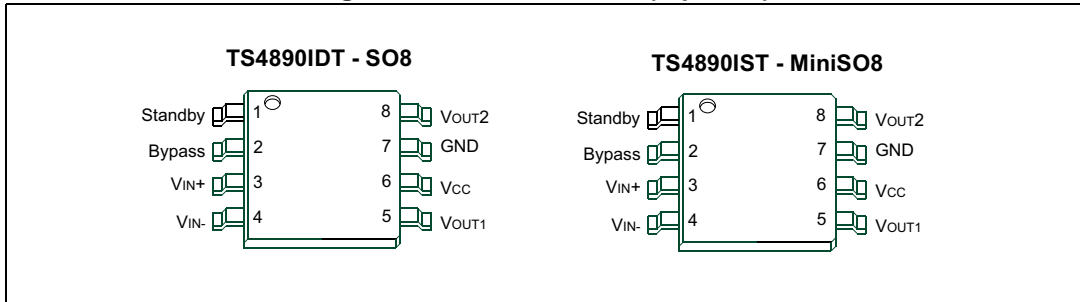 TS4890IDT - SO8
Standby 1 8 VOUT2
Bypass 2 7 GND
VIN+ 3 6 VCC
VIN- 4 5 VOUT1
TS4890IST - MiniSO8
Standby 1 8 VOUT2
Bypass 2 7 GND
VIN+ 3 6 VCC
VIN- 4 5 VOUT1